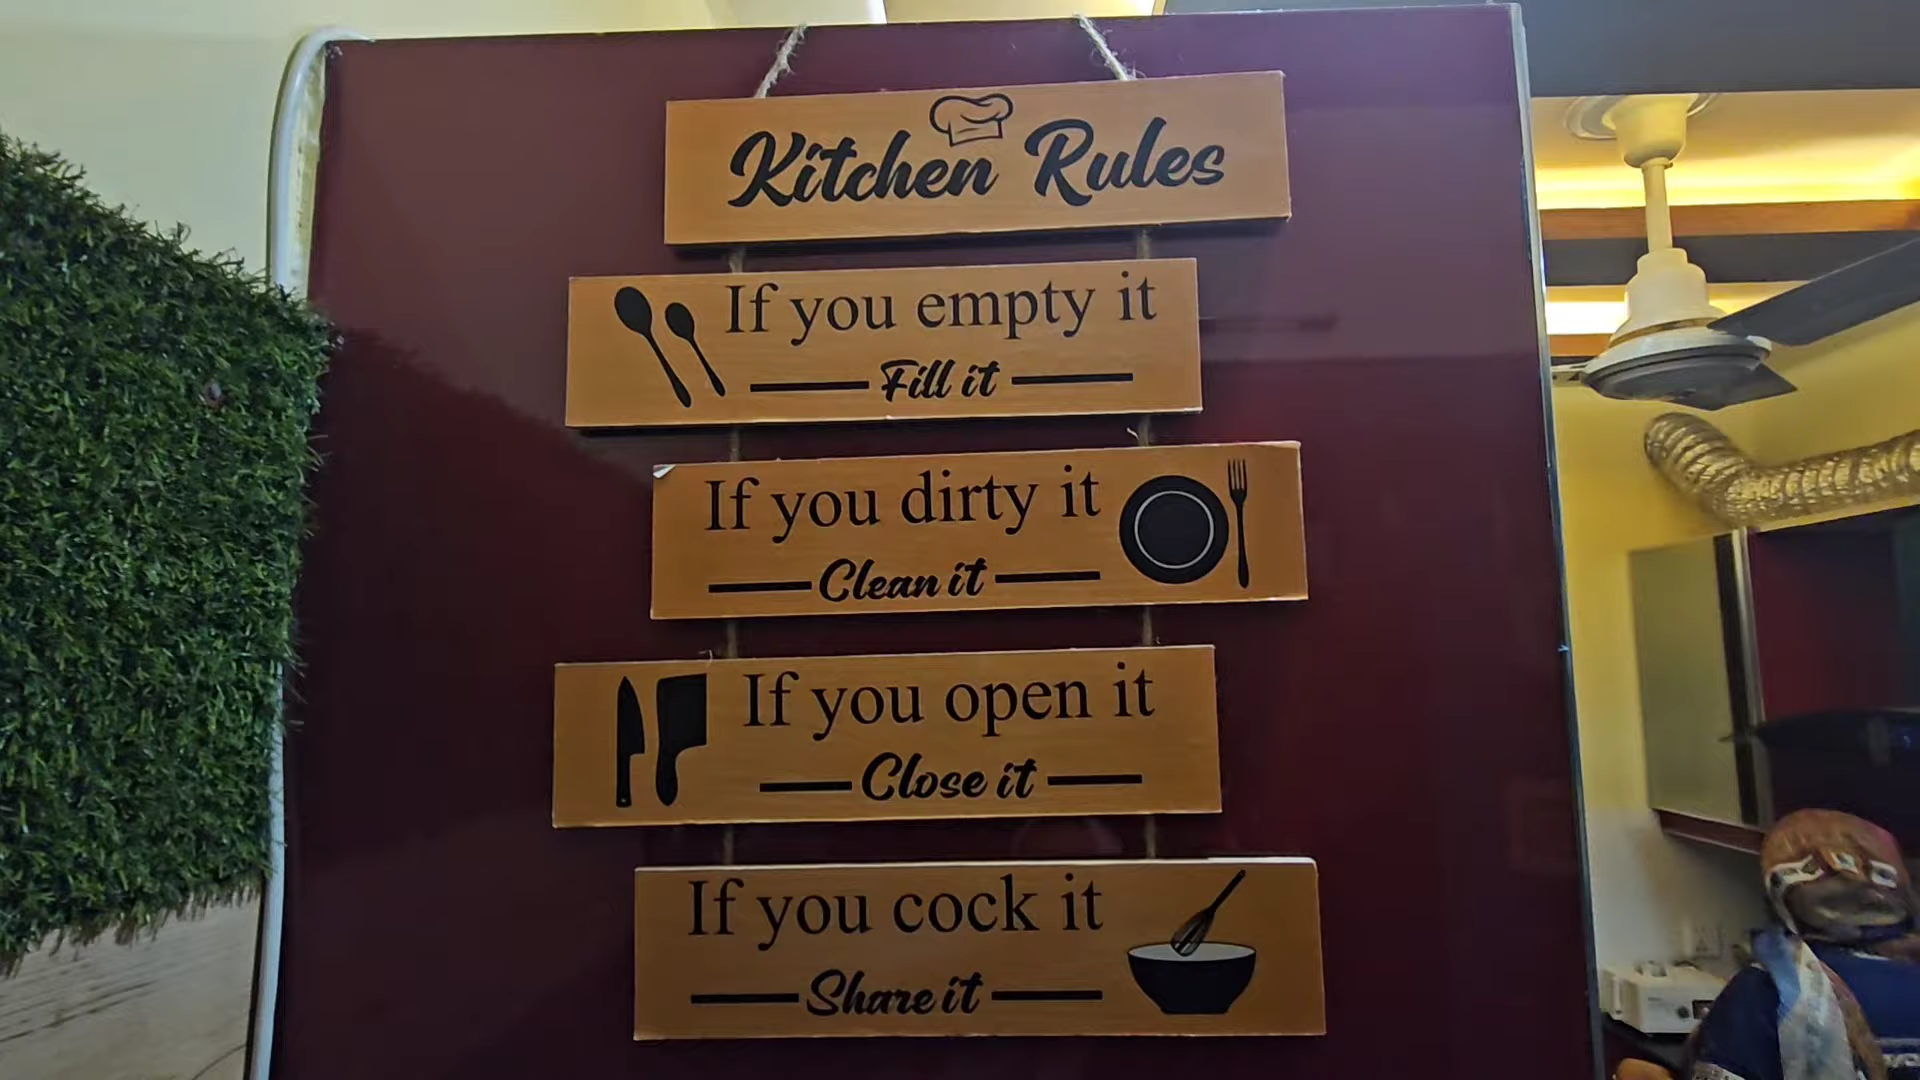 Kitchen Rules
If you empty it
Fill it
If you dirty it
Clean it
If you open it
Close it
If you cock it
Share it